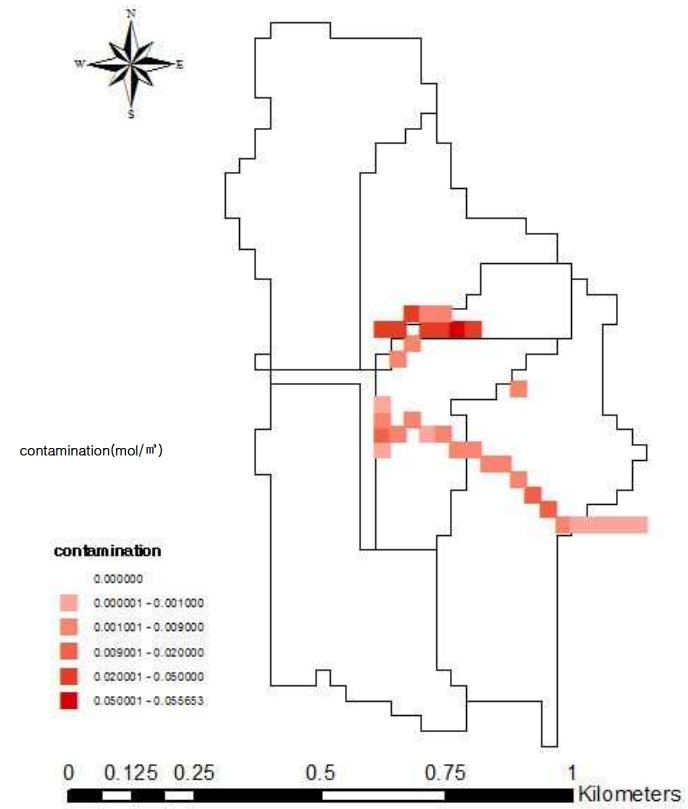 N
W E
S
contamination(mol/㎥)
contamination
0.000000
0.000001 - 0.001000
0.001001 - 0.009000
0.009001 - 0.020000
0.020001 - 0.050000
0.050001 - 0.055653
0 0.125 0.25 0.5 0.75 1
Kilometers